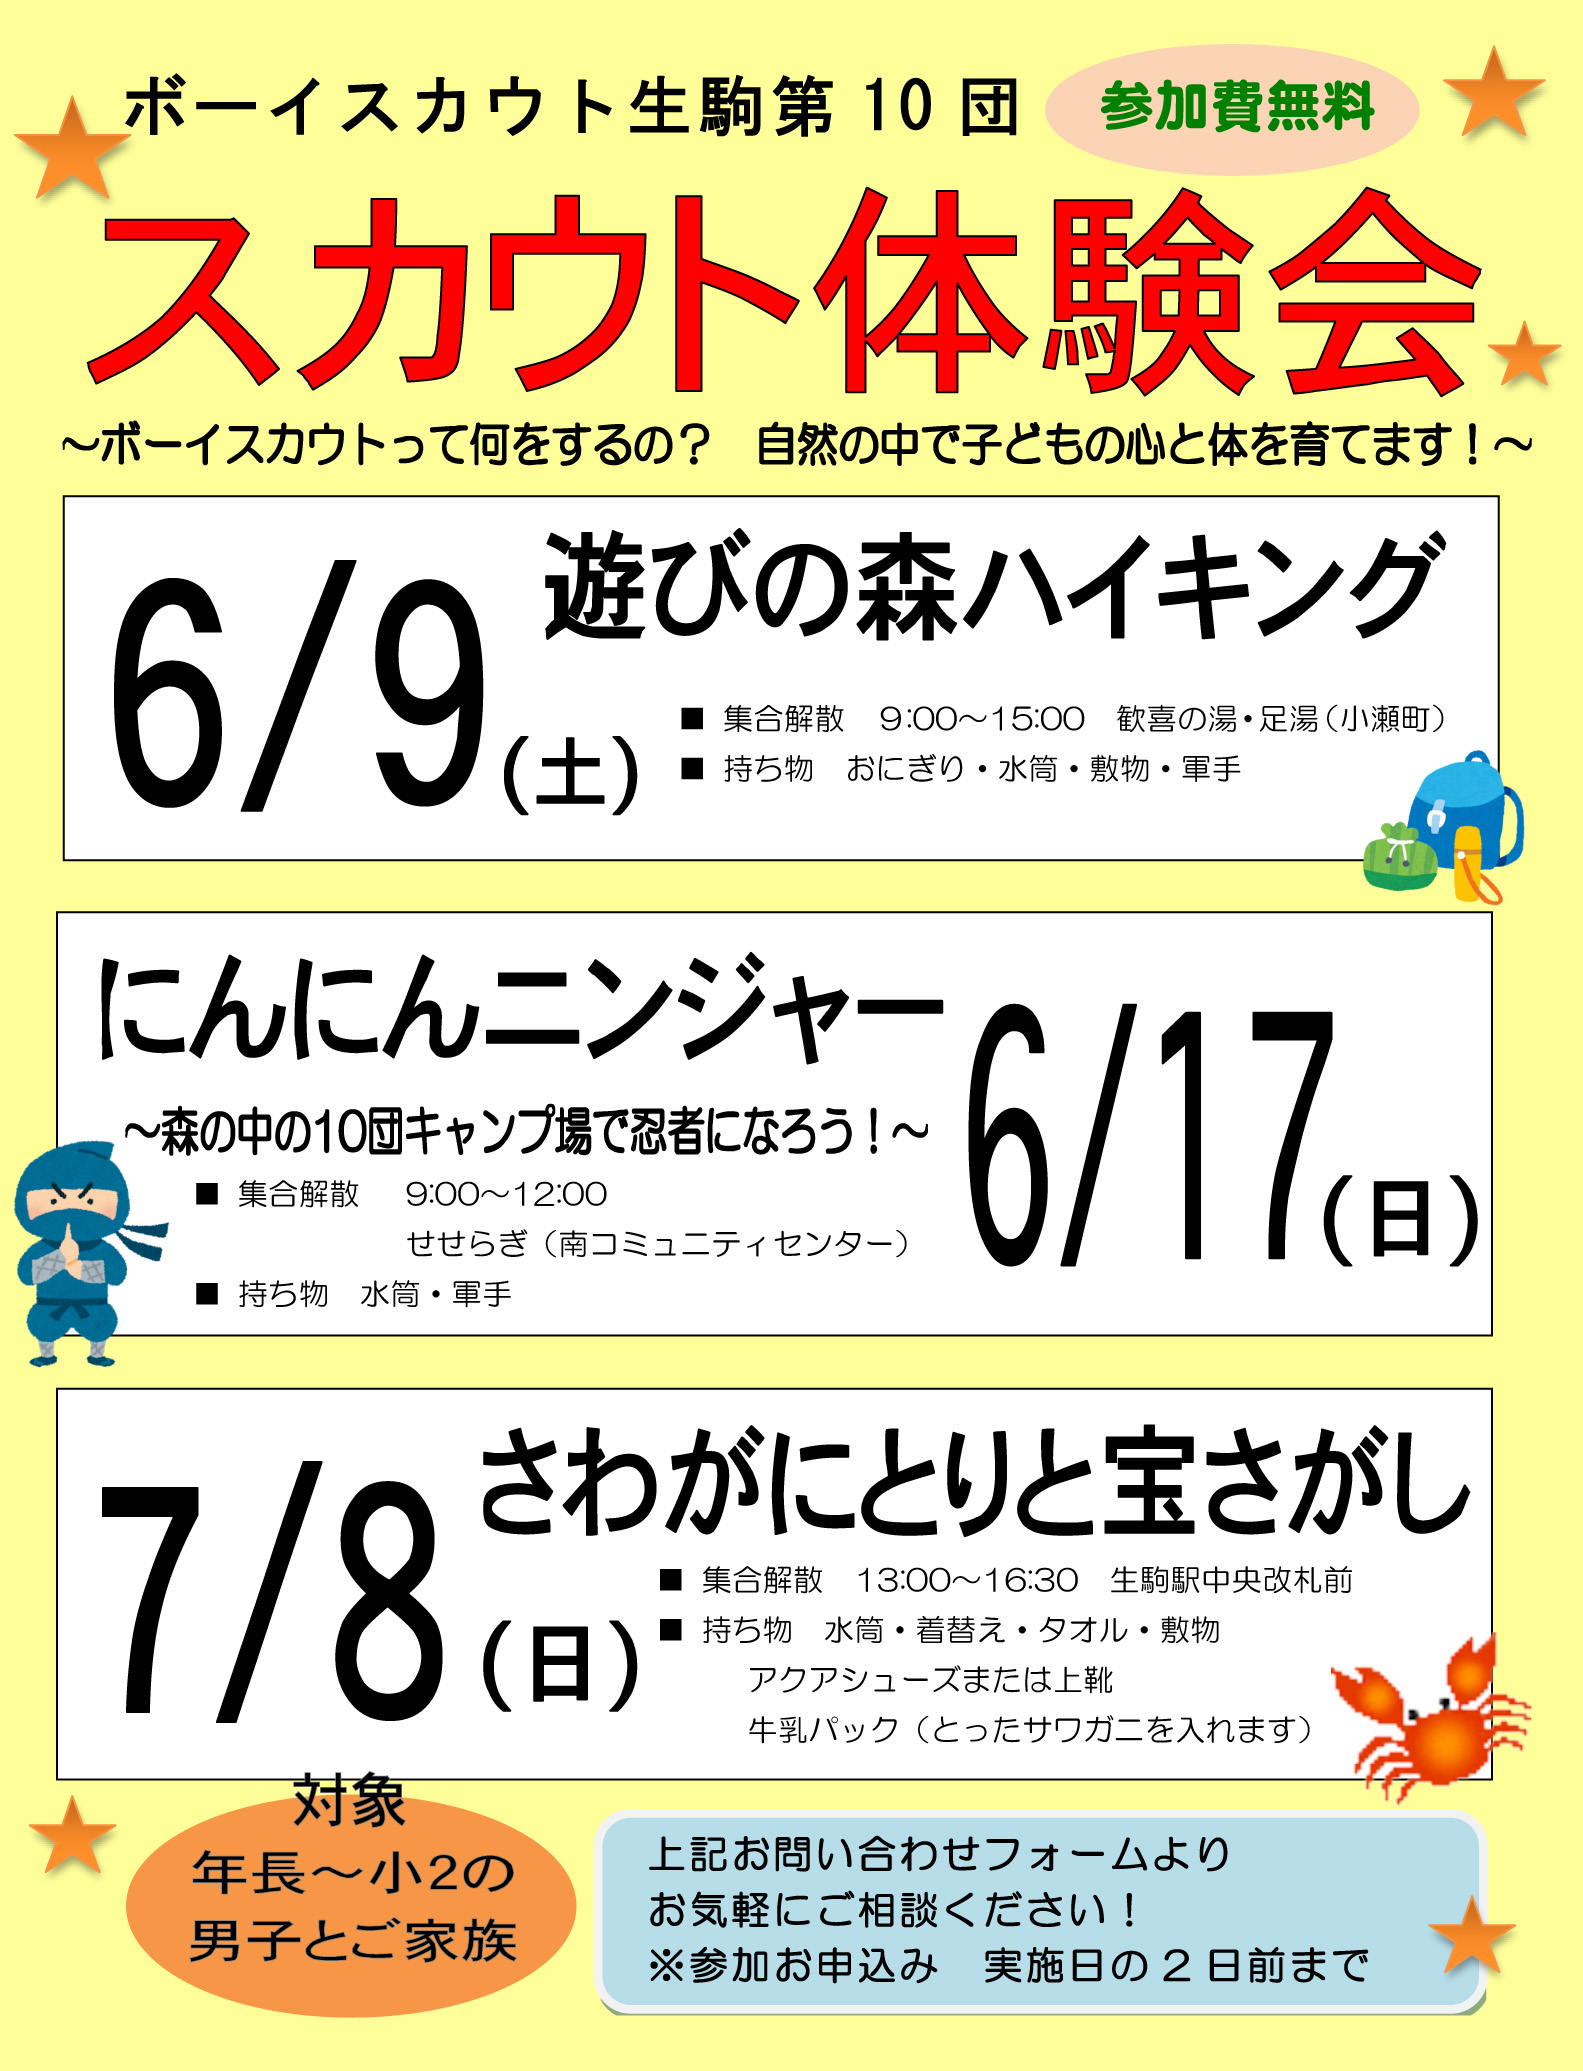 ボーイスカウト生駒第10団
参加費無料
スカウト体験会
～ボーイスカウトって何をするの？　自然の中で子どもの心と体を育てます！～
6/9(土)
遊びの森ハイキング
■ 集合解散　9:00～15:00　歓喜の湯・足湯（小瀬町）
■ 持ち物　おにぎり・水筒・敷物・軍手
にんにんニンジャー
6/17(日)
～森の中の10団キャンプ場で忍者になろう！～
■ 集合解散　9:00～12:00
せせらぎ（南コミュニティセンター）
■ 持ち物　水筒・軍手
7/8(日)
さわがにとりと宝さがし
■ 集合解散　13:00～16:30　生駒駅中央改札前
■ 持ち物　水筒・着替え・タオル・敷物
アクアシューズまたは上靴
牛乳パック（とったサワガニを入れます）
対象
年長～小2の
男子とご家族
上記お問い合わせフォームより
お気軽にご相談ください！
※参加お申込み　実施日の2日前まで